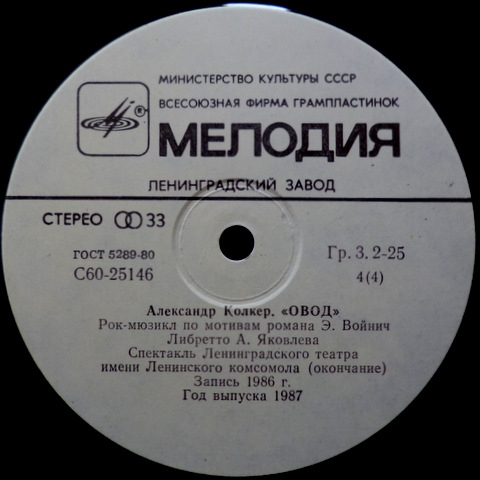 МИНИСТЕРСТВО КУЛЬТУРЫ СССР
ВСЕСОЮЗНАЯ ФИРМА ГРАМПЛАСТИНОК
®
МЕЛОДИЯ
ЛЕНИНГРАДСКИЙ ЗАВОД
СТЕРЕО 33
ГОСТ 5289-80
Гр. 3. 2-25
С60-25146
4(4)
Александр Колкер. «ОВОД»
Рок-мюзикл по мотивам романа Э. Войнич
Либретто А. Яковлева
Спектакль Ленинградского театра
имени Ленинского комсомола (окончание)
Запись 1986 г.
Год выпуска 1987